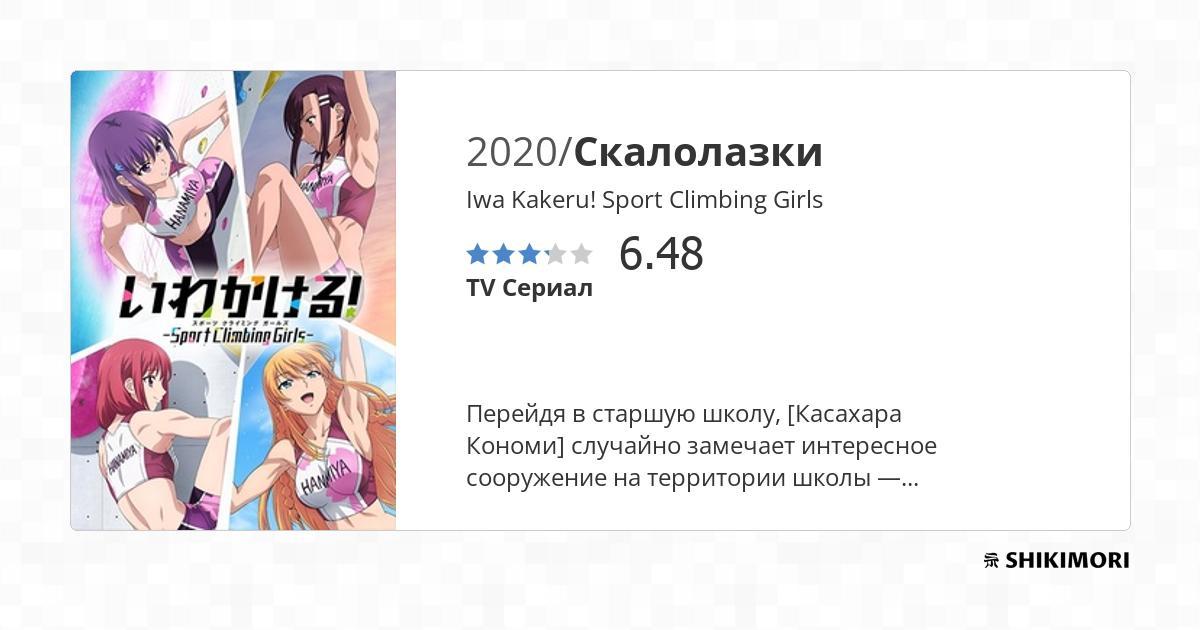 HANAMIYA
HANAMIYA
いわかける!
スポーツ クライミング ガールズ
-Sport Climbing Girls-
HANAMIYA
HANAMIYA
2020/Скалолазки
Iwa Kakeru! Sport Climbing Girls
6.48
TV Сериал
Перейдя в старшую школу, [Касахара
Кономи] случайно замечает интересное
сооружение на территории школы —...
SHIKIMORI